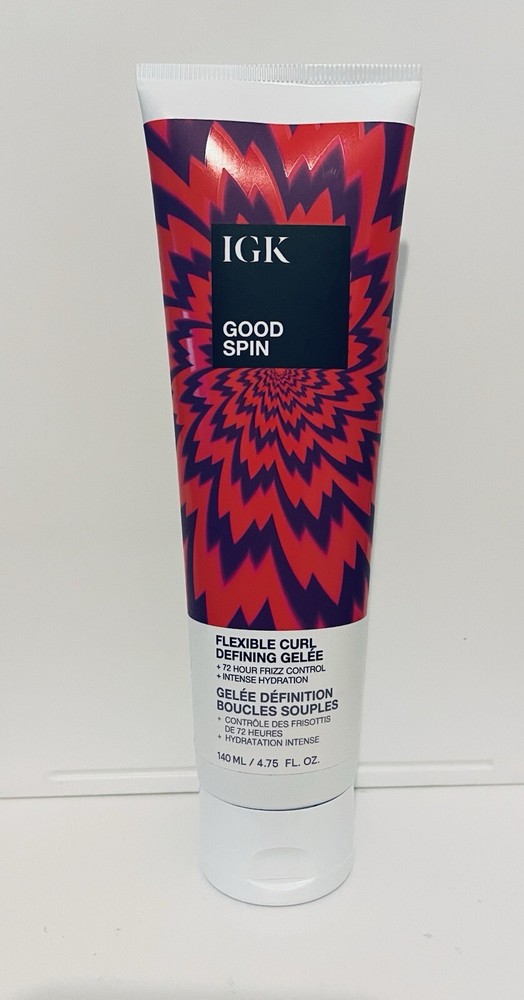 IGK
GOOD
SPIN
FLEXIBLE CURL
DEFINING GELÉE
+ 72 HOUR FRIZZ CONTROL
+ INTENSE HYDRATION
GELÉE DÉFINITION
BOUCLES SOUPLES
+ CONTRÔLE DES FRISOTTIS
DE 72 HEURES
+ HYDRATATION INTENSE
140 ML / 4.75 FL. OZ.